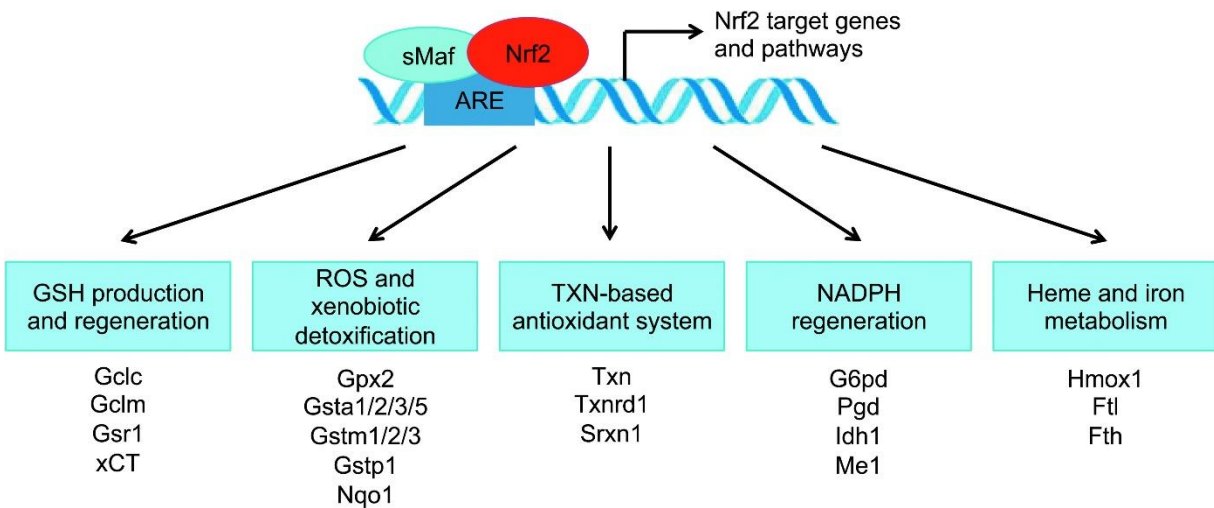 Nrf2 target genes
and pathways
sMaf
Nrf2
ARE
GSH production
and regeneration
Gclc
Gclm
Gsr1
xCT
ROS and
xenobiotic
detoxification
Gpx2
Gsta1/2/3/5
Gstm1/2/3
Gstp1
Nqo1
TXN-based
antioxidant system
Txn
Txnrd1
Srxn1
NADPH
regeneration
G6pd
Pgd
Idh1
Me1
Heme and iron
metabolism
Hmox1
Ftl
Fth